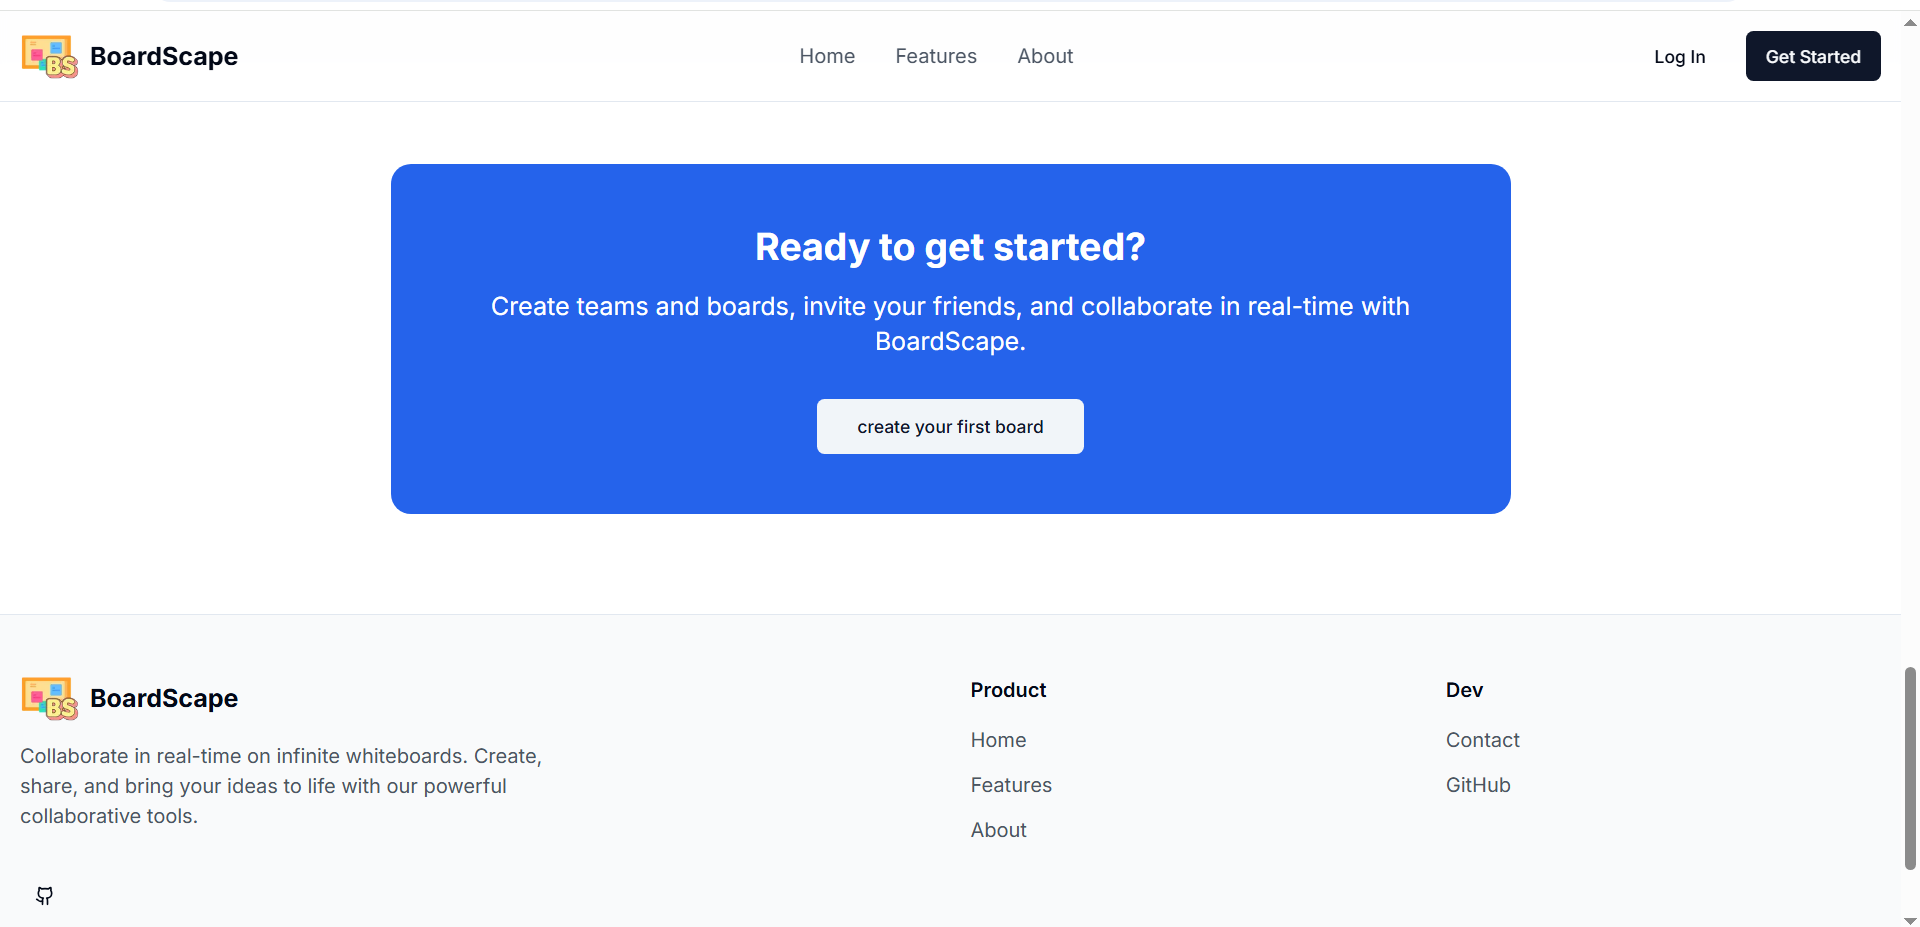 BS
BoardScape
Home
Features
About
Log In
Get Started
Ready to get started?
Create teams and boards, invite your friends, and collaborate in real-time with
BoardScape.
create your first board
BS
BoardScape
Collaborate in real-time on infinite whiteboards. Create,
share, and bring your ideas to life with our powerful
collaborative tools.
Product
Home
Features
About
Dev
Contact
GitHub